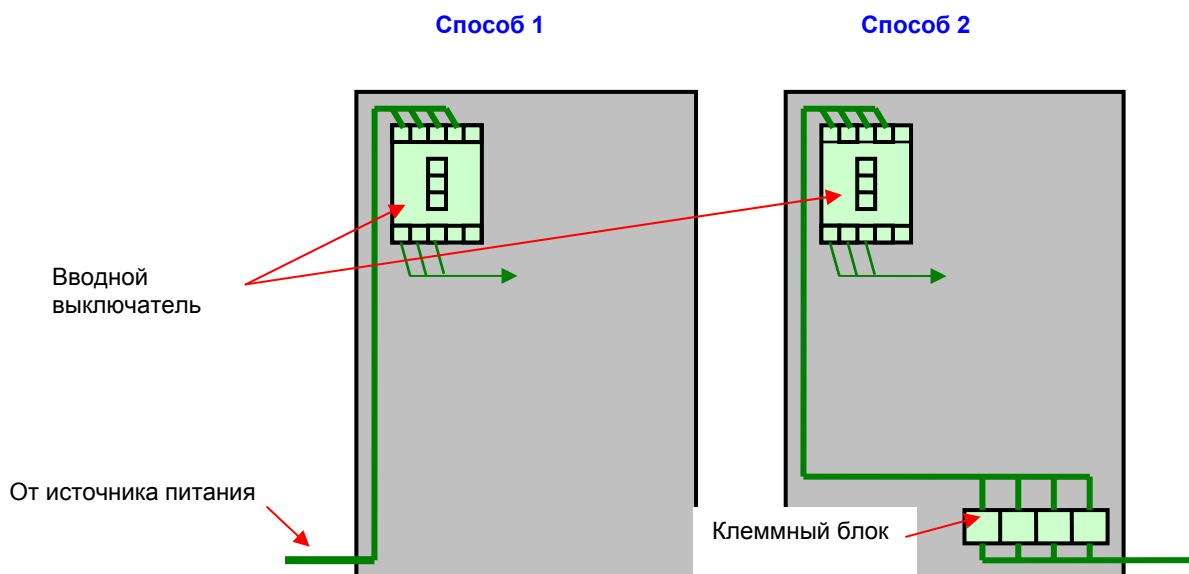 Способ 1
Способ 2
Вводной
выключатель
От источника питания
Клеммный блок